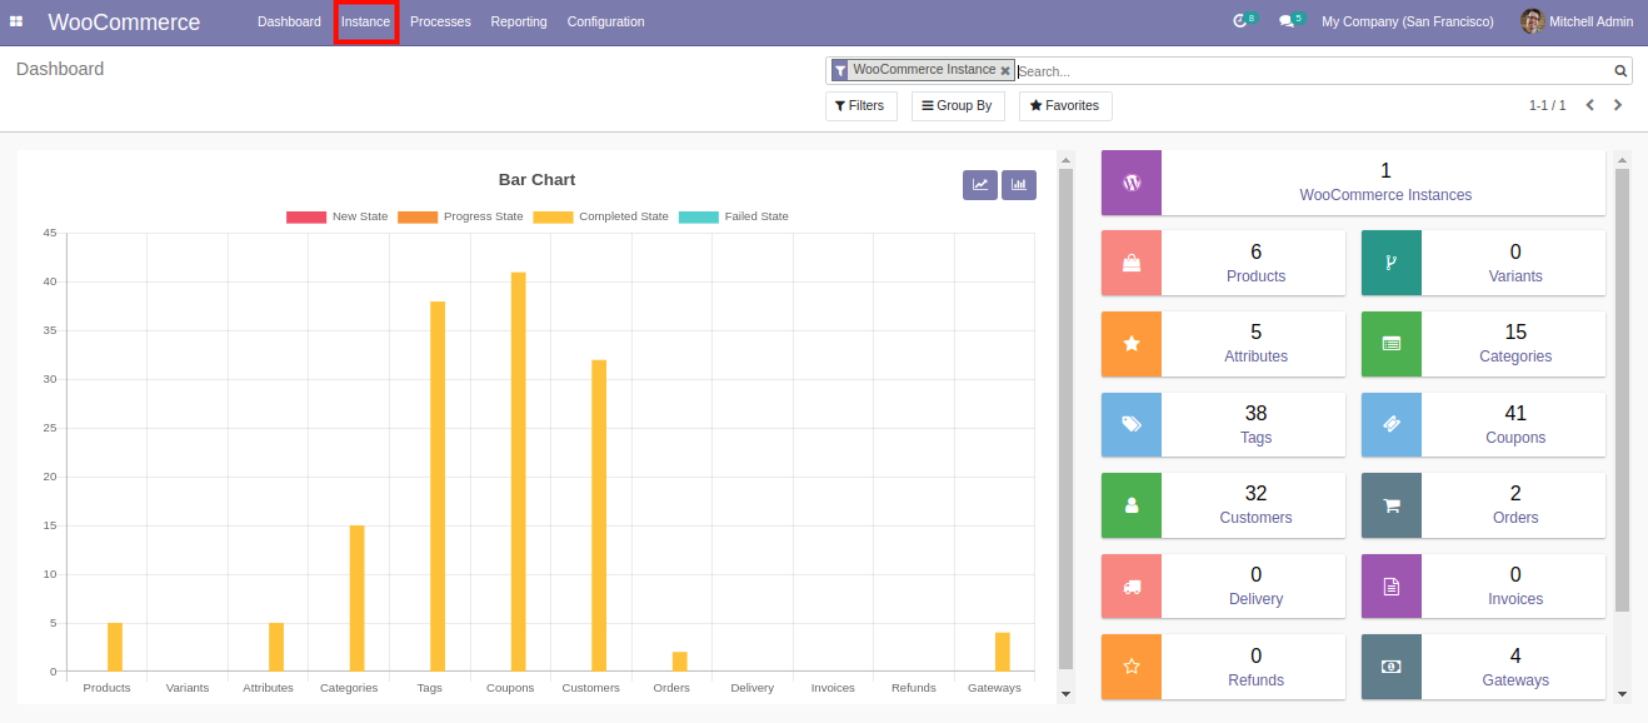 WooCommerce Dashboard Instance Processes Reporting Configuration 8 5 My Company (San Francisco) Mitchell Admin
Dashboard
WooCommerce Instance Search...
Filters Group By Favorites 1-1 / 1
Bar Chart
New State Progress State Completed State Failed State
45
40
35
30
25
20
15
10
5
0
Products Variants Attributes Categories Tags Coupons Customers Orders Delivery Invoices Refunds Gateways
1
WooCommerce Instances
6
Products
0
Variants
5
Attributes
15
Categories
38
Tags
41
Coupons
32
Customers
2
Orders
0
Delivery
0
Invoices
0
Refunds
4
Gateways